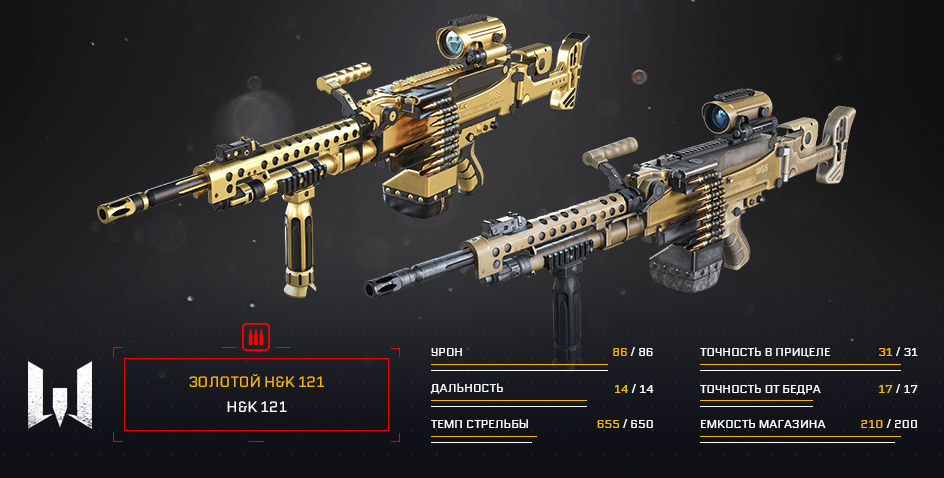 ЗОЛОТОЙ H&K 121
H&K 121
УРОН 86 / 86
ДАЛЬНОСТЬ 14 / 14
ТЕМП СТРЕЛЬБЫ 655 / 650
ТОЧНОСТЬ В ПРИЦЕЛЕ 31 / 31
ТОЧНОСТЬ ОТ БЕДРА 17 / 17
ЕМКОСТЬ МАГАЗИНА 210 / 200